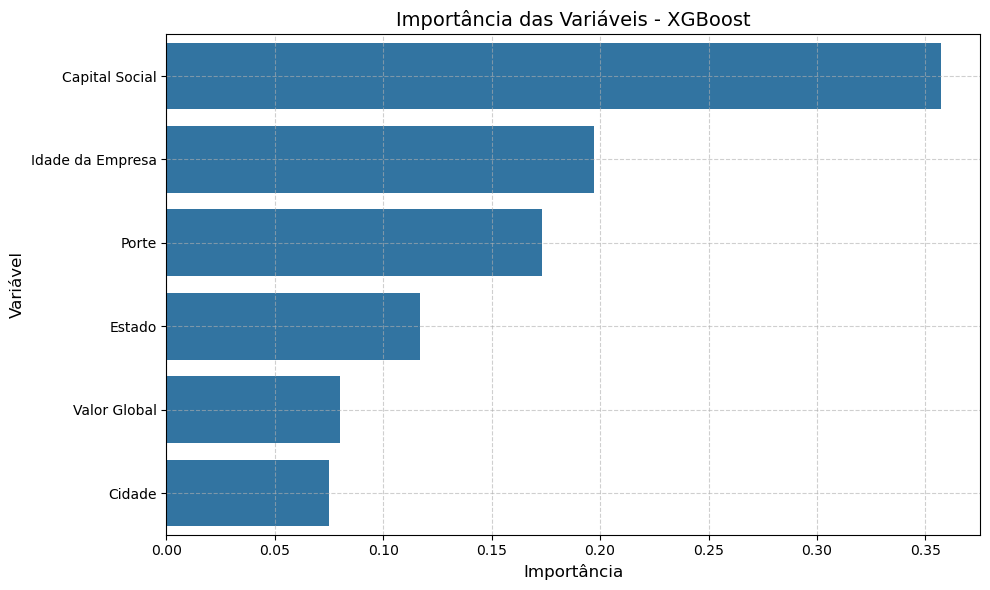 Importância das Variáveis - XGBoost
Variável
Capital Social
Idade da Empresa
Porte
Estado
Valor Global
Cidade
0.00 0.05 0.10 0.15 0.20 0.25 0.30 0.35
Importância